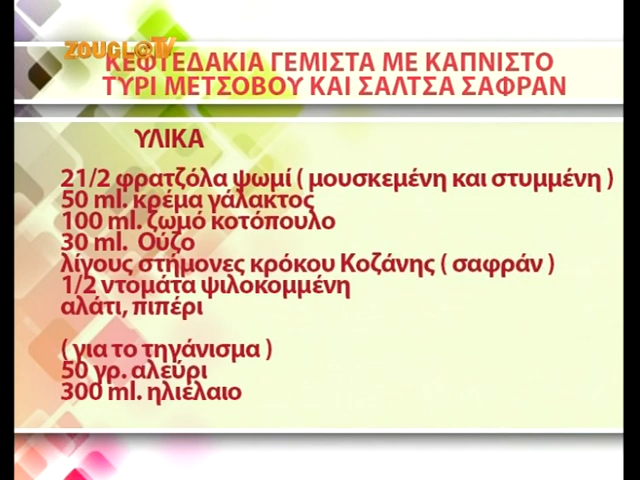 ZOUGL@TV
ΚΕΦΤΕΔΑΚΙΑ ΓΕΜΙΣΤΑ ΜΕ ΚΑΠΝΙΣΤΟ
ΤΥΡΙ ΜΕΤΣΟΒΟΥ ΚΑΙ ΣΑΛΤΣΑ ΣΑΦΡΑΝ
ΥΛΙΚΑ
21/2 φρατζόλα ψωμί ( μουσκεμένη και στυμμένη )
50 ml. κρέμα γάλακτος
100 ml. ζωμό κοτόπουλο
30 ml. Ούζο
λίγους στήμονες κρόκου Κοζάνης ( σαφράν )
1/2 ντομάτα ψιλοκομμένη
αλάτι, πιπέρι
( για το τηγάνισμα )
50 γρ. αλεύρι
300 ml. ηλιέλαιο